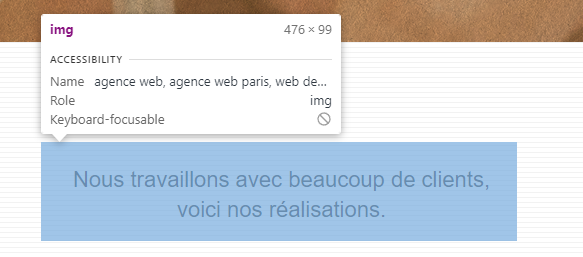 img 476 × 99
ACCESSIBILITY
Name agence web, agence web paris, web de...
Role img
Keyboard-focusable
Nous travaillons avec beaucoup de clients,
voici nos réalisations.